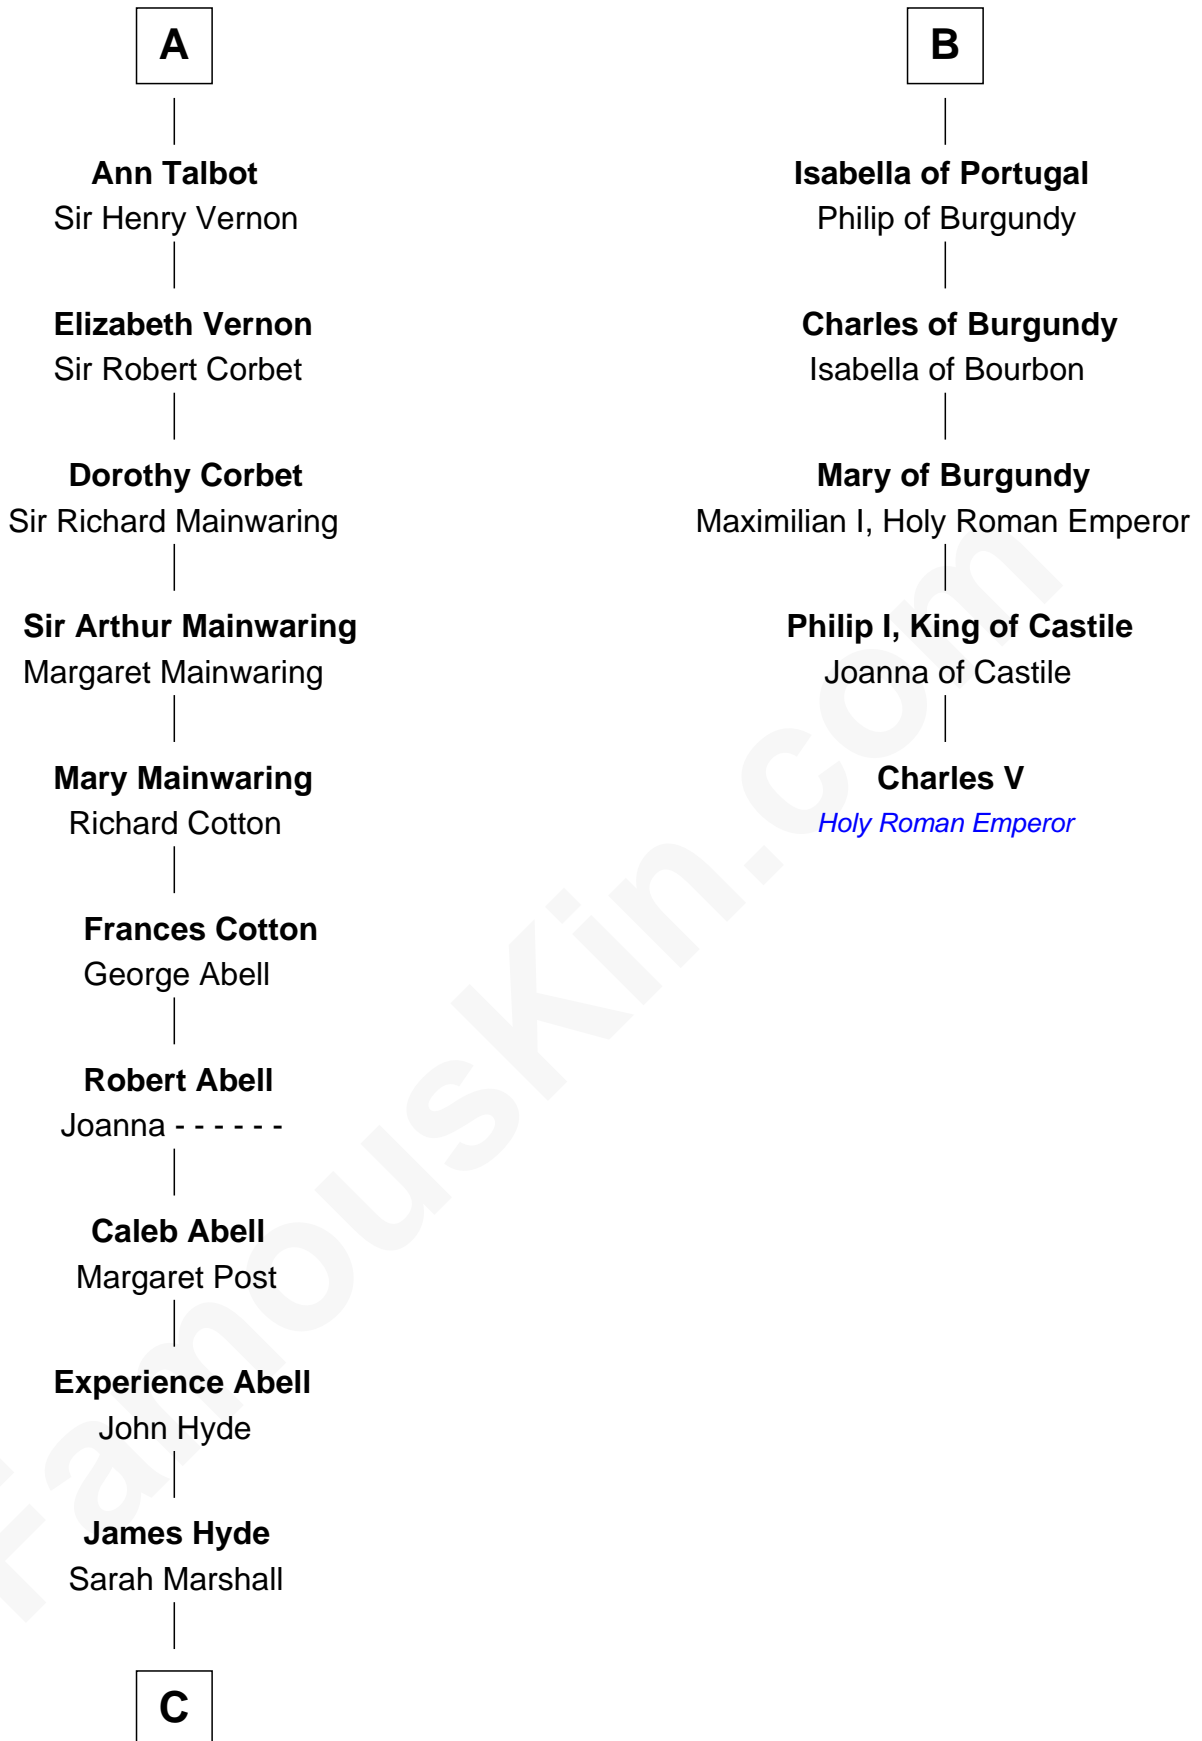 A
Ann Talbot
Sir Henry Vernon
Elizabeth Vernon
Sir Robert Corbet
Dorothy Corbet
Sir Richard Mainwaring
Sir Arthur Mainwaring
Margaret Mainwaring
Mary Mainwaring
Richard Cotton
Frances Cotton
George Abell
Robert Abell
Joanna - - - - - -
Caleb Abell
Margaret Post
Experience Abell
John Hyde
James Hyde
Sarah Marshall
C
B
Isabella of Portugal
Philip of Burgundy
Charles of Burgundy
Isabella of Bourbon
Mary of Burgundy
Maximilian I, Holy Roman Emperor
Philip I, King of Castile
Joanna of Castile
Charles V
Holy Roman Emperor
FamousKin.com